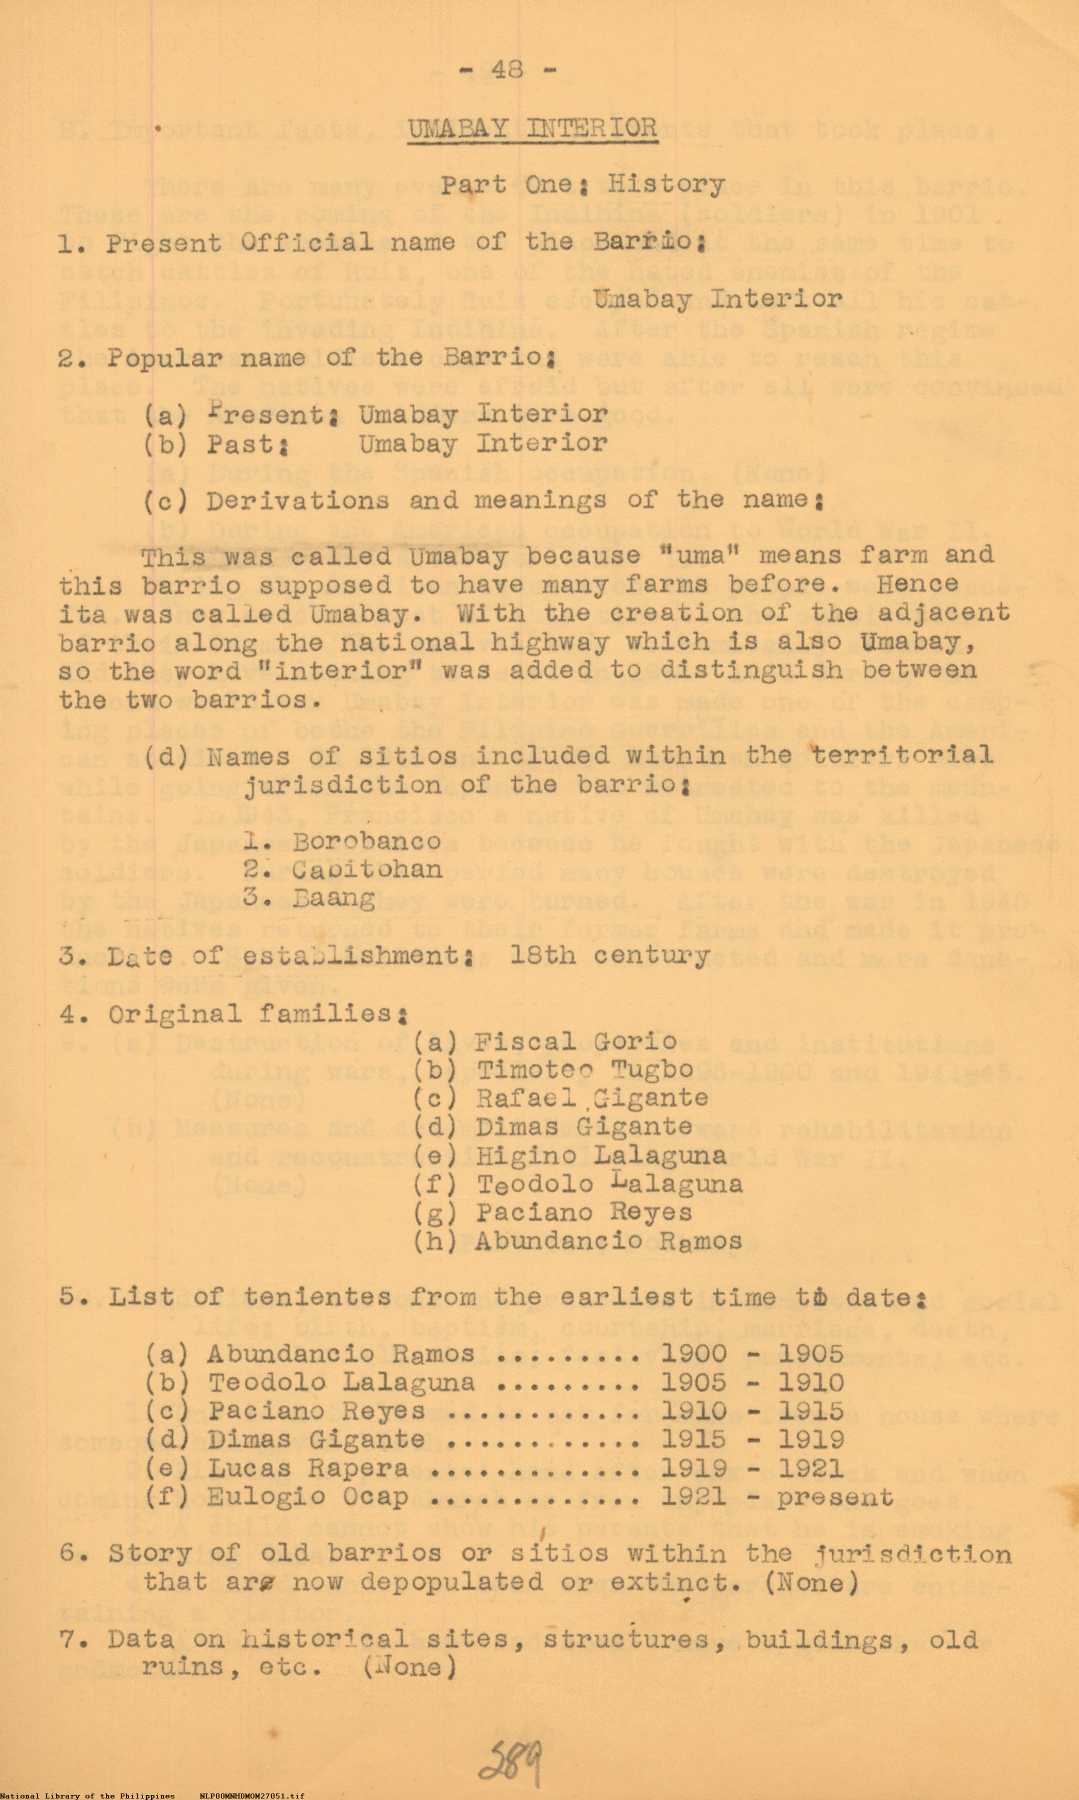 - 48 -
UMABAY INTERIOR
Part One: History
1. Present Official name of the Barrio:
Umabay Interior
2. Popular name of the Barrio:
(a) Present: Umabay Interior
(b) Past: Umabay Interior
(c) Derivations and meanings of the name:
This was called Umabay because "uma" means farm and
this barrio supposed to have many farms before. Hence
ita was called Umabay. With the creation of the adjacent
barrio along the national highway which is also Umabay,
so the word "interior" was added to distinguish between
the two barrios.
(d) Names of sitios included within the territorial
jurisdiction of the barrio:
1. Borobanco
2. Capitohan
3. Baang
3. Date of establishment: 18th century
4. Original families:
(a) Fiscal Gorio
(b) Timoteo Tugbo
(c) Rafael Gigante
(d) Dimas Gigante
(e) Higino Lalaguna
(f) Teodolo Lalaguna
(g) Paciano Reyes
(h) Abundancio Ramos
5. List of tenientes from the earliest time to date:
(a) Abundancio Ramos ......... 1900 - 1905
(b) Teodolo Lalaguna ......... 1905 - 1910
(c) Paciano Reyes ............ 1910 - 1915
(d) Dimas Gigante ............ 1915 - 1919
(e) Lucas Rapera ............. 1919 - 1921
(f) Eulogio Ocap ............. 1921 - present
6. Story of old barrios or sitios within the jurisdiction
that are now depopulated or extinct. (None)
7. Data on historical sites, structures, buildings, old
ruins, etc. (None)
289
National Library of the Philippines NLP00MNHDMOM27051.tif